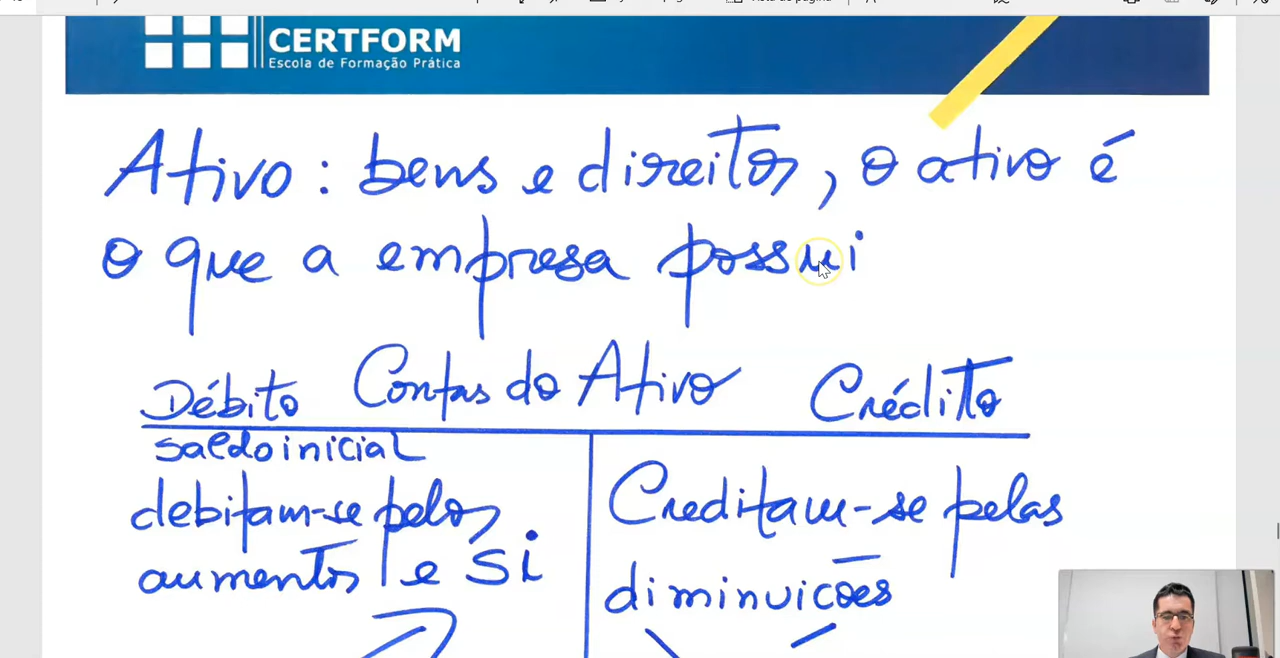 CERTFORM
Escola de Formação Prática
Ativo: bens e direitos, o ativo é
o que a empresa possui
Débito Contas do Ativo Crédito
saldo inicial
debitam-se pelos
aumentos e Si
Creditam-se pelas
diminuições